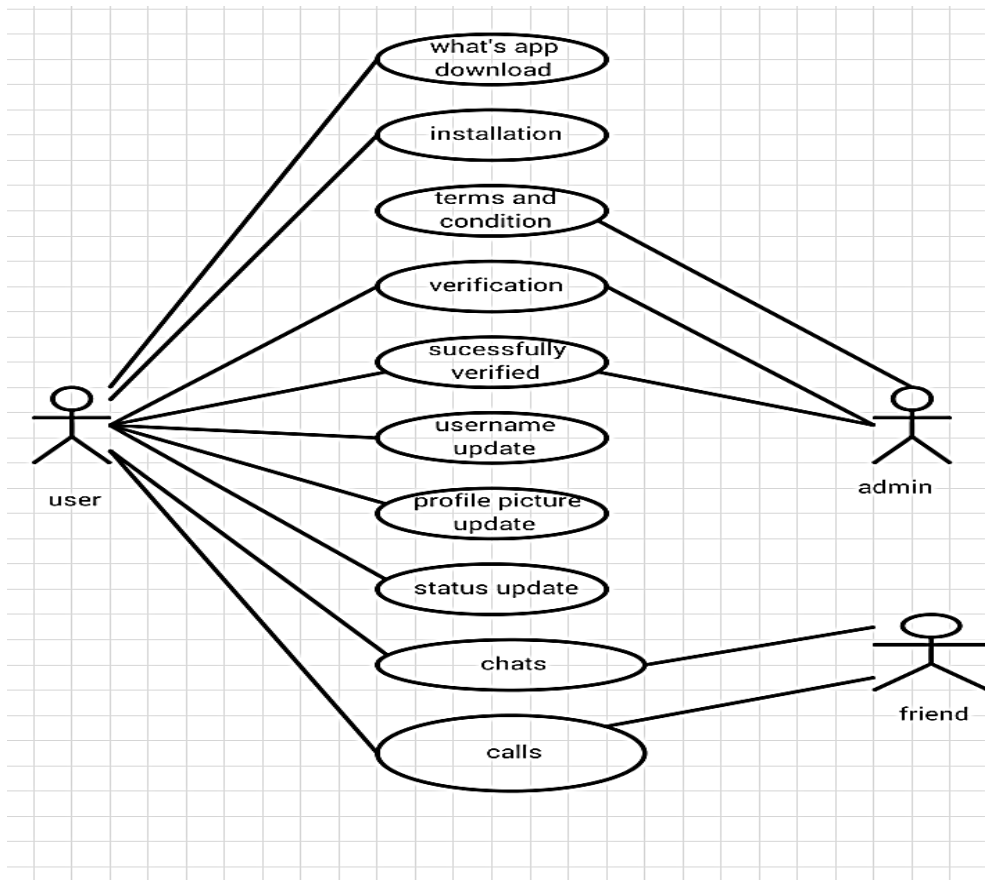 what's app
download
installation
terms and
condition
verification
sucessfully
verified
username
update
profile picture
update
status update
chats
calls
user
admin
friend